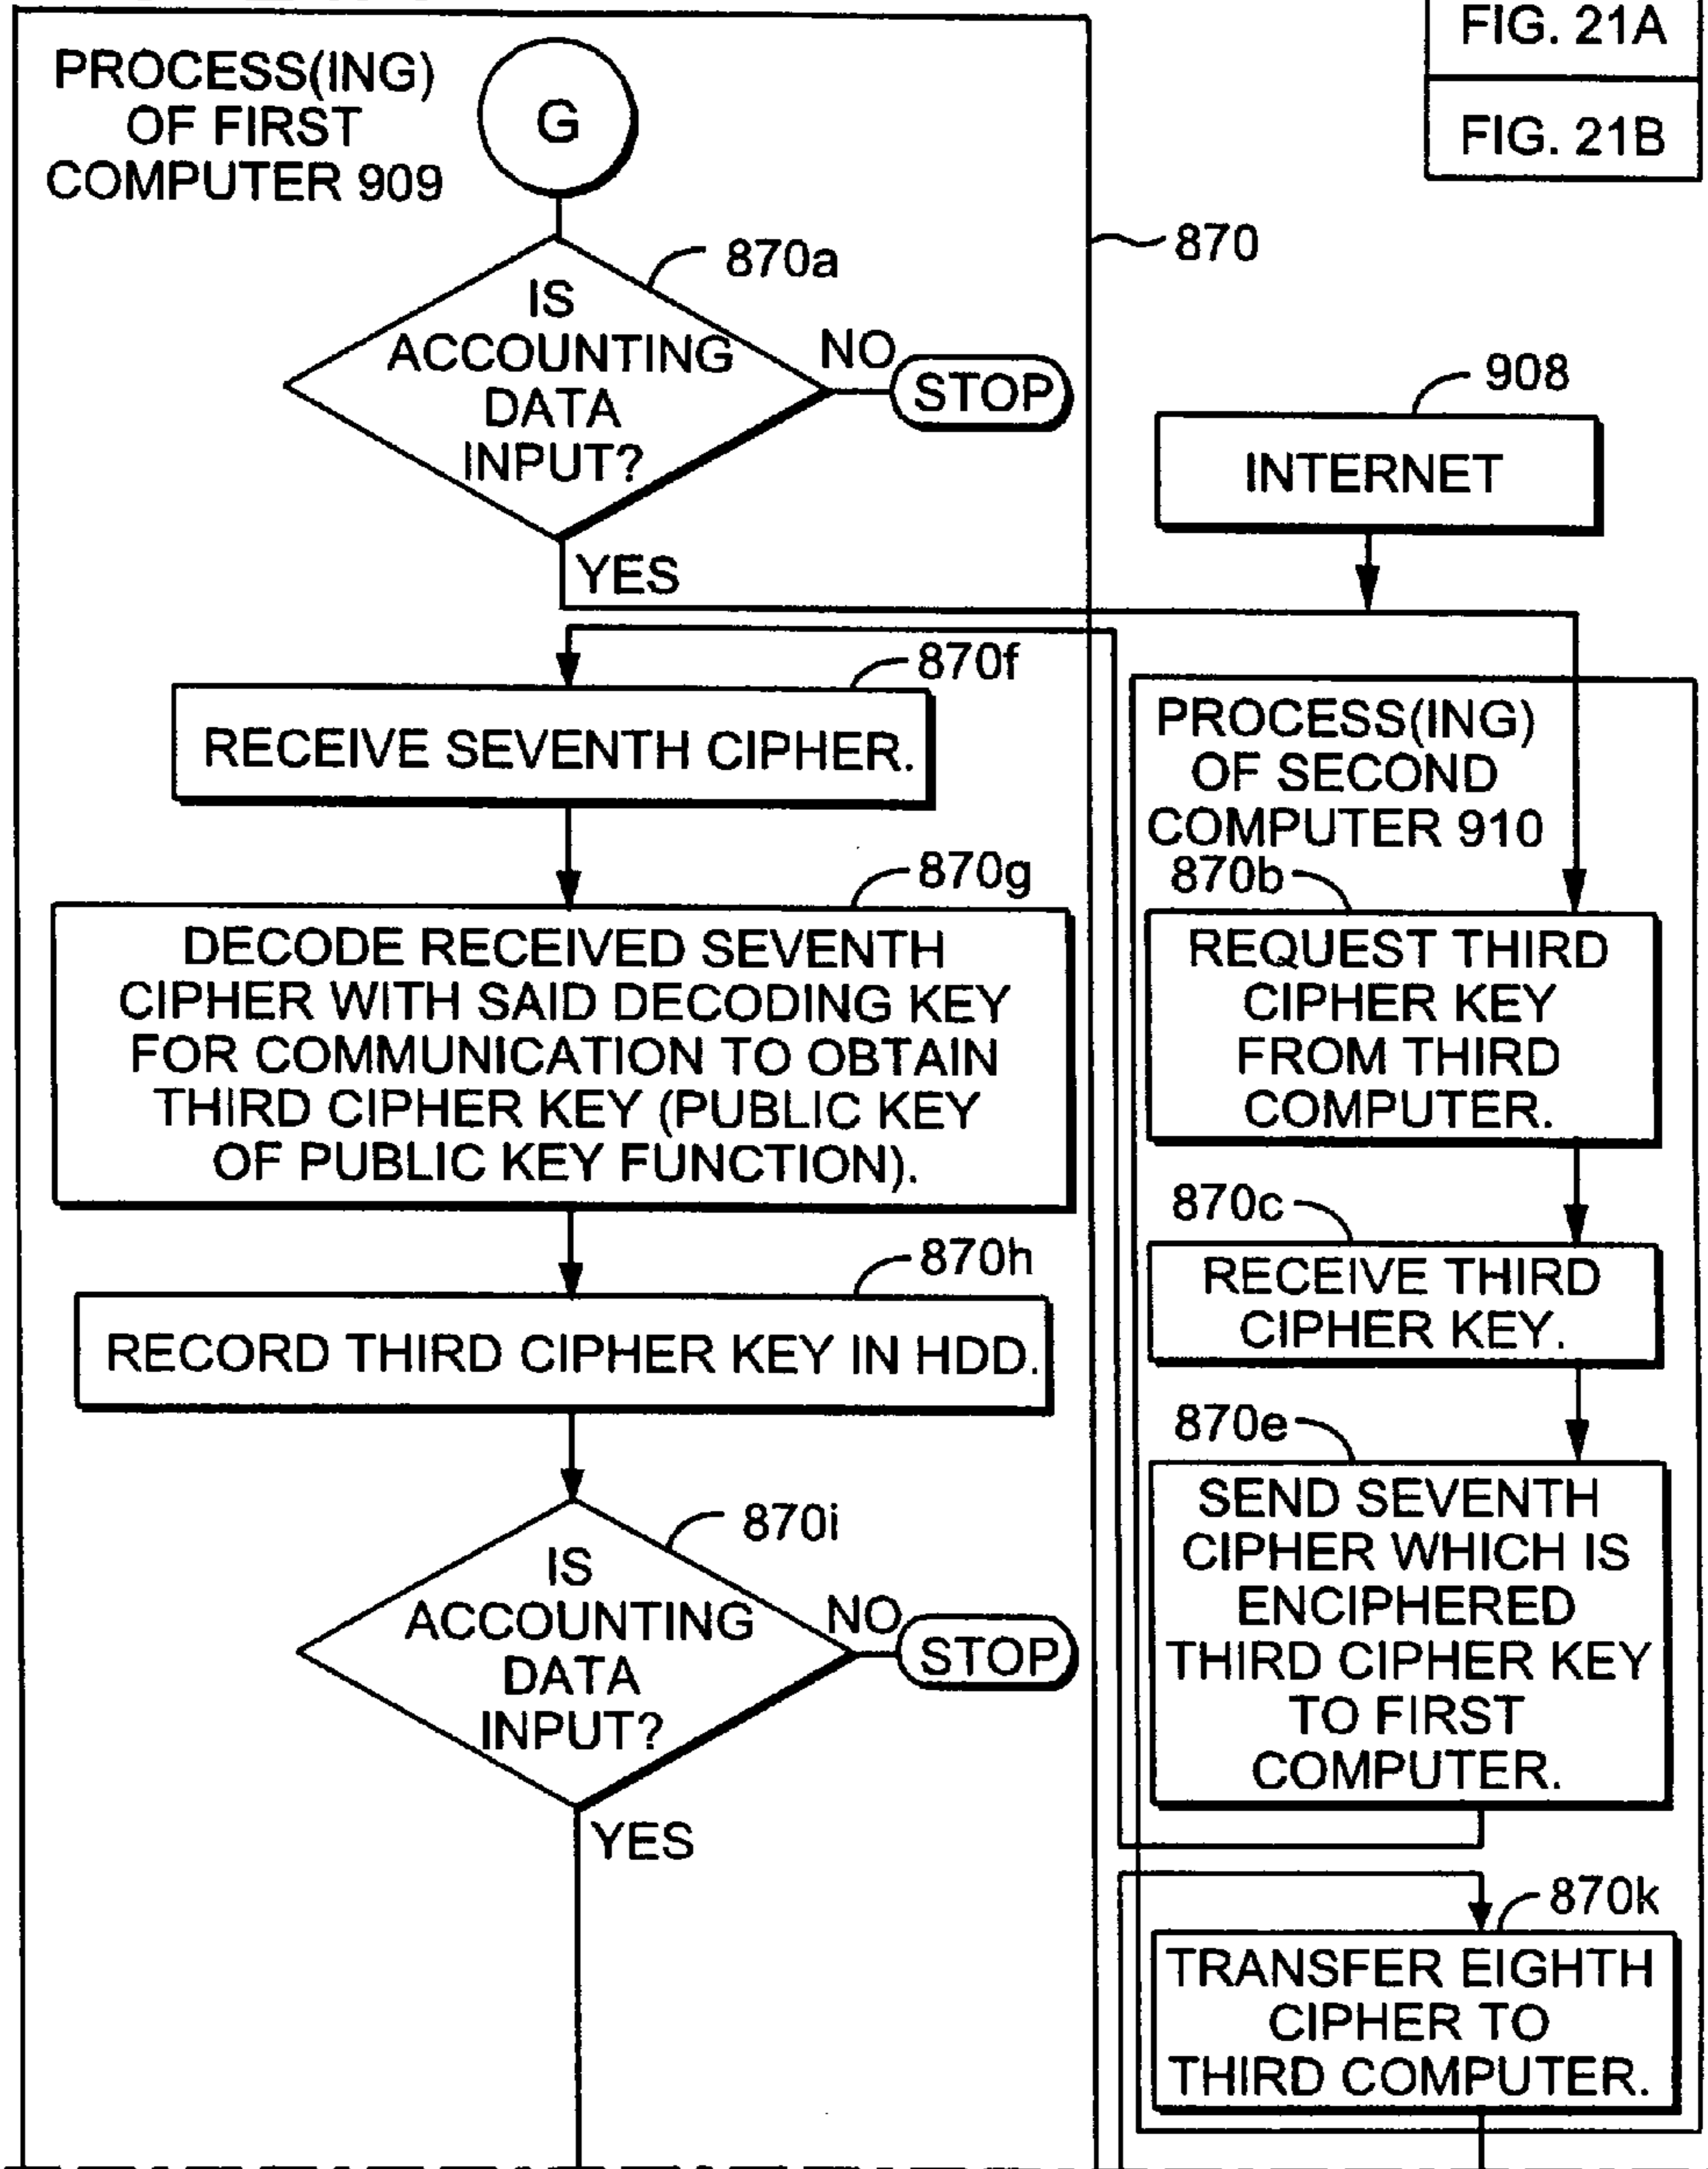 FIG. 21A
FIG. 21B
PROCESS(ING)
OF FIRST
COMPUTER 909
G
870
870a
IS
ACCOUNTING
DATA
INPUT?
NO
STOP
YES
908
INTERNET
870f
RECEIVE SEVENTH CIPHER.
870g
DECODE RECEIVED SEVENTH
CIPHER WITH SAID DECODING KEY
FOR COMMUNICATION TO OBTAIN
THIRD CIPHER KEY (PUBLIC KEY
OF PUBLIC KEY FUNCTION).
870h
RECORD THIRD CIPHER KEY IN HDD.
870i
IS
ACCOUNTING
DATA
INPUT?
NO
STOP
YES
PROCESS(ING)
OF SECOND
COMPUTER 910
870b
REQUEST THIRD
CIPHER KEY
FROM THIRD
COMPUTER.
870c
RECEIVE THIRD
CIPHER KEY.
870e
SEND SEVENTH
CIPHER WHICH IS
ENCIPHERED
THIRD CIPHER KEY
TO FIRST
COMPUTER.
870k
TRANSFER EIGHTH
CIPHER TO
THIRD COMPUTER.